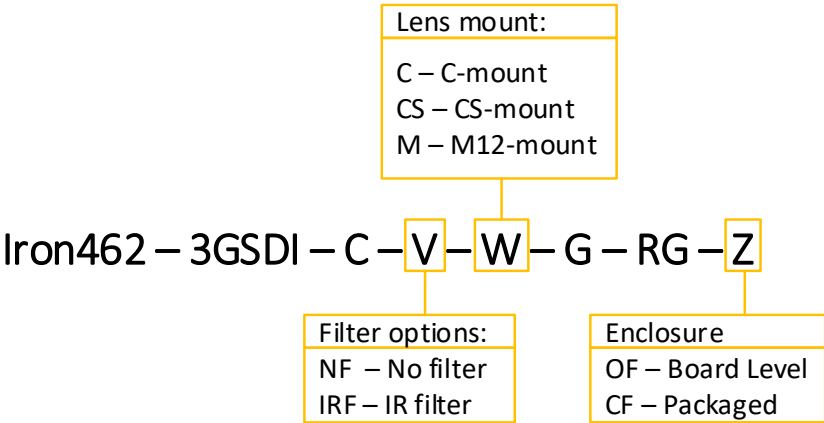 Lens mount:
C – C-mount
CS – CS-mount
M – M12-mount
Iron462 – 3GSDI – C – V – W – G – RG – Z
Filter options:
NF – No filter
IRF – IR filter
Enclosure
OF – Board Level
CF – Packaged